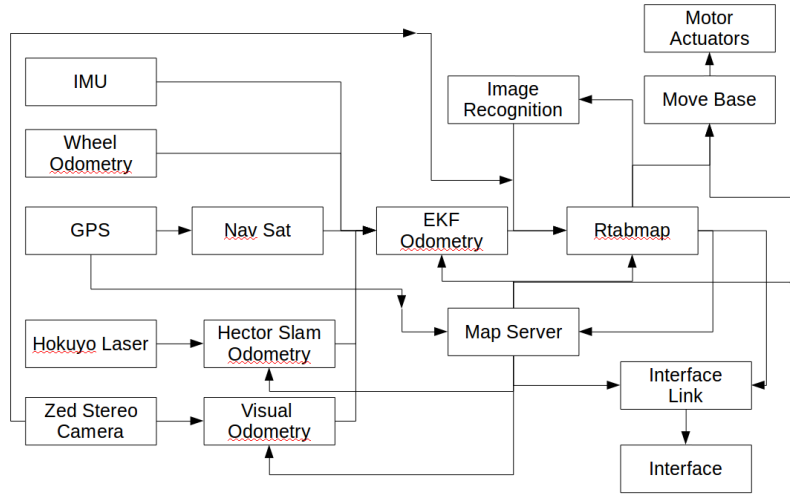 Motor
Actuators
IMU
Image
Recognition
Move Base
Wheel
Odometry
GPS
Nav Sat
EKF
Odometry
Rtabmap
Hokuyo Laser
Hector Slam
Odometry
Map Server
Interface
Link
Zed Stereo
Camera
Visual
Odometry
Interface